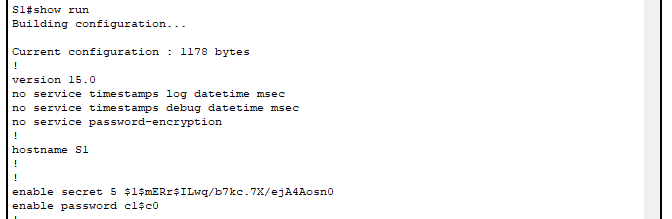 S1#show run
Building configuration...
Current configuration : 1178 bytes
!
version 15.0
no service timestamps log datetime msec
no service timestamps debug datetime msec
no service password-encryption
!
hostname S1
!
!
enable secret 5 $1$mERr$ILwq/b7kc.7X/ejA4Aosn0
enable password c1$c0
!